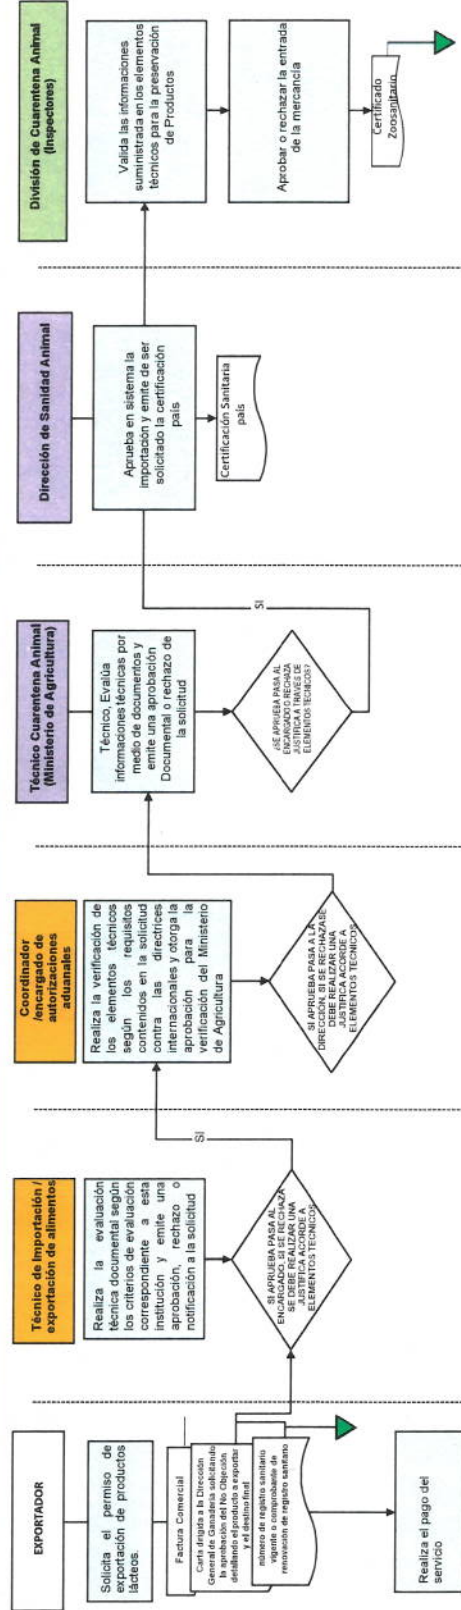 EXPORTADOR
Solicita el permiso de
exportación de productos
lácteos.
Factura Comercial
Carta dirigida a la Dirección
General de Ganadería solicitando
la aprobación del No Objeción
detallando el producto a exportar
y el destino final
número de registro sanitario
vigente o comprobante de
renovación de registro sanitario
Realiza el pago del
servicio
Técnico de Importación /
exportación de alimentos
Realiza la evaluación
técnica documental según
los criterios de evaluación
correspondiente a esta
institución y emite una
aprobación, rechazo o
notificación a la solicitud
SI APRUEBA PASA AL
ENCARGADO. SI SE RECHAZA
SE DEBE REALIZAR UNA
JUSTIFICA ACORDE A
ELEMENTOS TECNICOS
SI
Coordinador
/encargado de
autorizaciones
aduanales
Realiza la verificación de
los elementos técnicos
según los requisitos
contenidos en la solicitud
contra las directrices
internacionales y otorga la
aprobación para la
verificación del Ministerio
de Agricultura
SI APRUEBA PASA A LA
DIRECCIÓN. SI SE RECHAZASE
DEBE REALIZAR UNA
JUSTIFICA ACORDE A
ELEMENTOS TECNICOS
Técnico Cuarentena Animal
(Ministerio de Agricultura)
Técnico, Evalúa
informaciones técnicas por
medio de documentos y
emite una aprobación
Documental o rechazo de
la solicitud
¿SE APRUEBA PASA AL
ENCARGADO O RECHAZA
JUSTIFICA A TRAVES DE
ELEMENTOS TECNICOS?
SI
Dirección de Sanidad Animal
Aprueba en sistema la
importación y emite de ser
solicitado la certificación
país
Certificación Sanitaria
país
División de Cuarentena Animal
(Inspectores)
Valida las informaciones
suministrada en los elementos
técnicos para la preservación
de Productos
Aprobar o rechazar la entrada
de la mercancía
Certificado
Zoosanitario